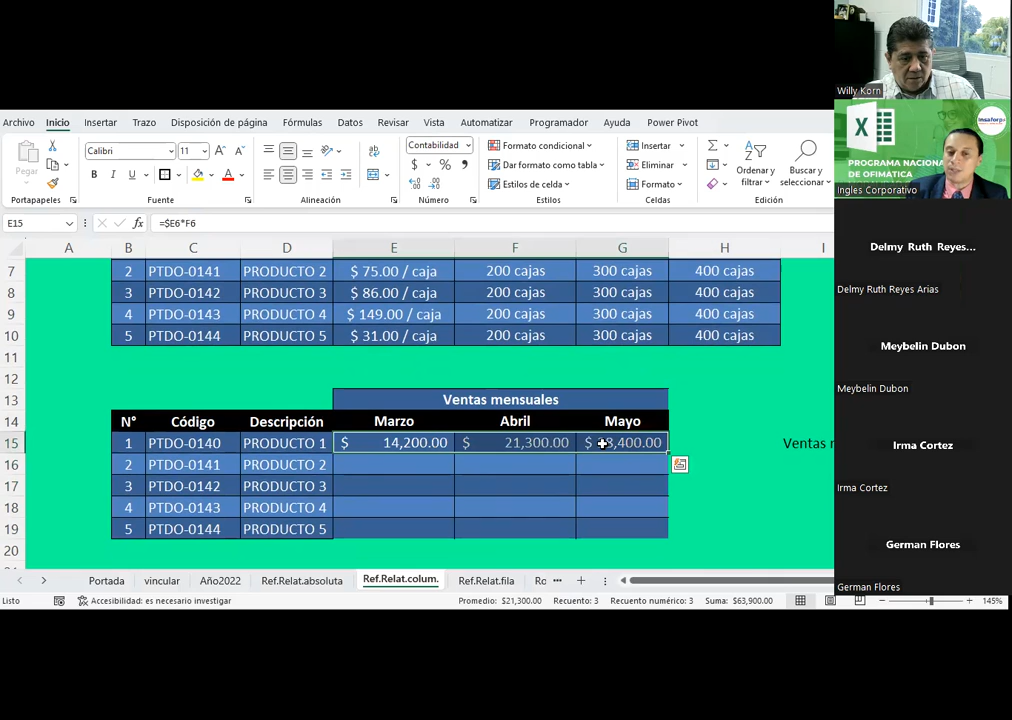 Willy Korn
Insaforp
PROGRAMA NACIONAL
DE OFIMÁTICA
Ingles Corporativo
Delmy Ruth Reyes...
Delmy Ruth Reyes Arias
Meybelin Dubon
Meybelin Dubon
Irma Cortez
Irma Cortez
German Flores
German Flores
Archivo Inicio Insertar Trazo Disposición de página Fórmulas Datos Revisar Vista Automatizar Programador Ayuda Power Pivot
Pegar
Calibri 11
N K S
Contabilidad
$ %
Formato condicional
Dar formato como tabla
Estilos de celda
Insertar
Eliminar
Formato
Ordenar y filtrar
Buscar y seleccionar
Portapapeles Fuente Alineación Número Estilos Celdas Edición
E15 fx =$E6*F6
A B C D E F G H I
7 2 PTDO-0141 PRODUCTO 2 $ 75.00 / caja 200 cajas 300 cajas 400 cajas
8 3 PTDO-0142 PRODUCTO 3 $ 86.00 / caja 200 cajas 300 cajas 400 cajas
9 4 PTDO-0143 PRODUCTO 4 $ 149.00 / caja 200 cajas 300 cajas 400 cajas
10 5 PTDO-0144 PRODUCTO 5 $ 31.00 / caja 200 cajas 300 cajas 400 cajas
11
12
13 Ventas mensuales
14 N° Código Descripción Marzo Abril Mayo
15 1 PTDO-0140 PRODUCTO 1 $ 14,200.00 $ 21,300.00 $ 8,400.00 Ventas
16 2 PTDO-0141 PRODUCTO 2
17 3 PTDO-0142 PRODUCTO 3
18 4 PTDO-0143 PRODUCTO 4
19 5 PTDO-0144 PRODUCTO 5
20
Portada vincular Año2022 Ref.Relat.absoluta Ref.Relat.colum. Ref.Relat.fila Ro ...
Listo Accesibilidad: es necesario investigar Promedio: $21,300.00 Recuento: 3 Recuento numérico: 3 Suma: $63,900.00 145%